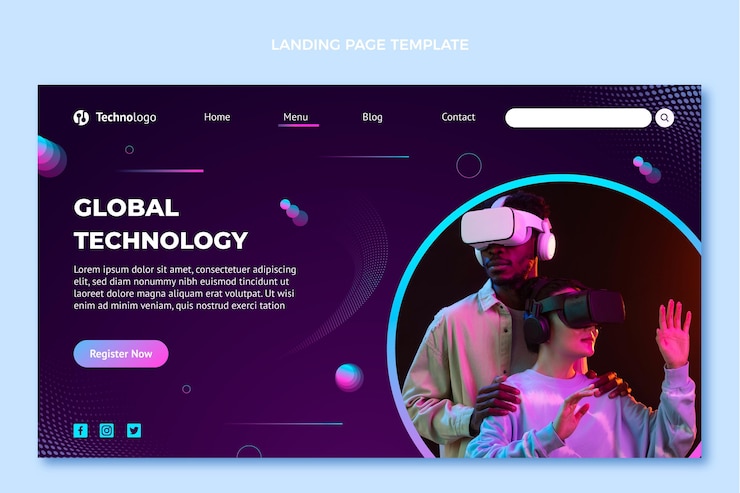 LANDING PAGE TEMPLATE
Technologo
Home
Menu
Blog
Contact
GLOBAL
TECHNOLOGY
Lorem ipsum dolor sit amet, consectetuer adipiscing
elit, sed diam nonummy nibh euismod tincidunt ut
laoreet dolore magna aliquam erat volutpat. Ut wisi
enim ad minim veniam, quis nostrud exerci tation
Register Now